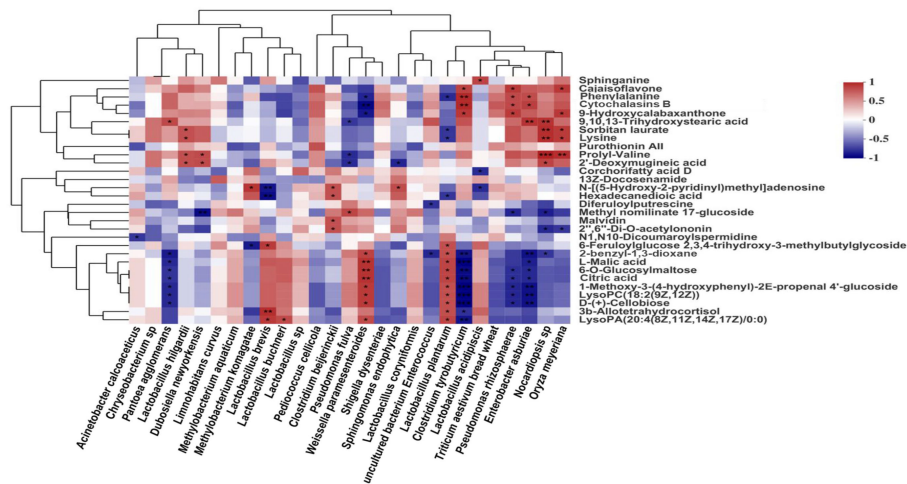 Sphinganine
Cajaisoflavone
Phenylalanine
Cytochalasins B
9-Hydroxycalabaxanthone
9,10,13-Trihydroxystearic acid
Sorbitan laurate
Lysine
Purothionin AII
Prolyl-Valine
2'-Deoxymugineic acid
Corchorifatty acid D
13Z-Docosenamide
N-[(5-Hydroxy-2-pyridinyl)methyl]adenosine
Hexadecanedioic acid
Diferuloylputrescine
Methyl nomilinate 17-glucoside
Malvidin
2'',6''-Di-O-acetylononin
N1,N10-Dicoumaroylspermidine
6-Feruloylglucose 2,3,4-trihydroxy-3-methylbutylglycoside
2-benzyl-1,3-dioxane
L-Malic acid
6-O-Glucosylmaltose
Citric acid
1-Methoxy-3-(4-hydroxyphenyl)-2E-propenal 4'-glucoside
LysoPC(18:2(9Z,12Z))
D-(+)-Cellobiose
3b-Allotetrahydrocortisol
LysoPA(20:4(8Z,11Z,14Z,17Z)/0:0)
1
0.5
0
-0.5
-1
Acinetobacter calcoaceticus
Chryseobacterium sp
Pantoea agglomerans
Lactobacillus hilgardii
Dubosiella newyorkensis
Limnohabitans curvus
Methylobacterium aquaticum
Methylobacterium komagatae
Lactobacillus brevis
Lactobacillus buchneri
Lactobacillus sp
Pediococcus cellicola
Clostridium beijerinckii
Pseudomonas fulva
Weissella paramesenteroides
Shigella dysenteriae
Sphingomonas endophytica
Lactobacillus coryniformis
uncultured bacterium Enterococcus
Lactobacillus plantarum
Clostridium tyrobutyricum
Lactobacillus acidipiscis
Triticum aestivum bread wheat
Pseudomonas rhizosphaerae
Enterobacter asburiae
Nocardiopsis sp
Oryza meyeriana